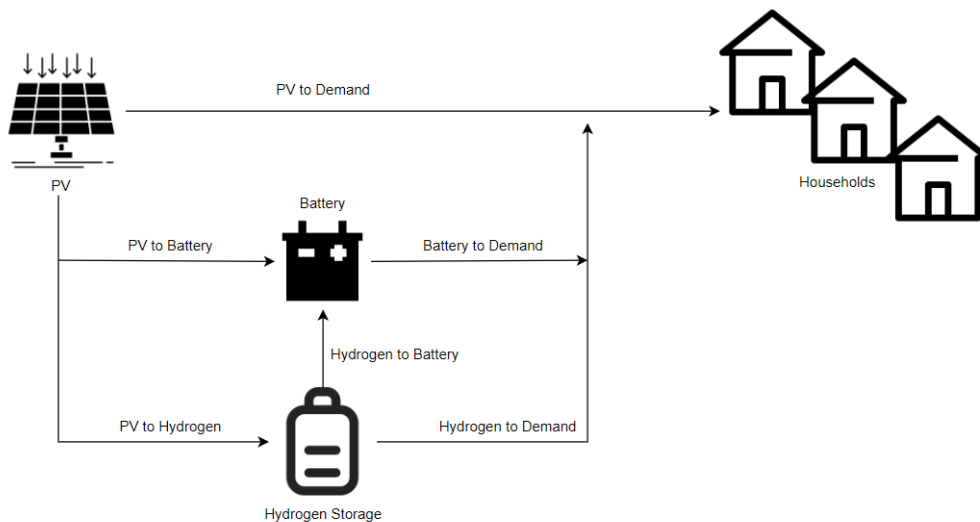 PV to Demand
PV
Households
Battery
PV to Battery
Battery to Demand
Hydrogen to Battery
PV to Hydrogen
Hydrogen to Demand
Hydrogen Storage